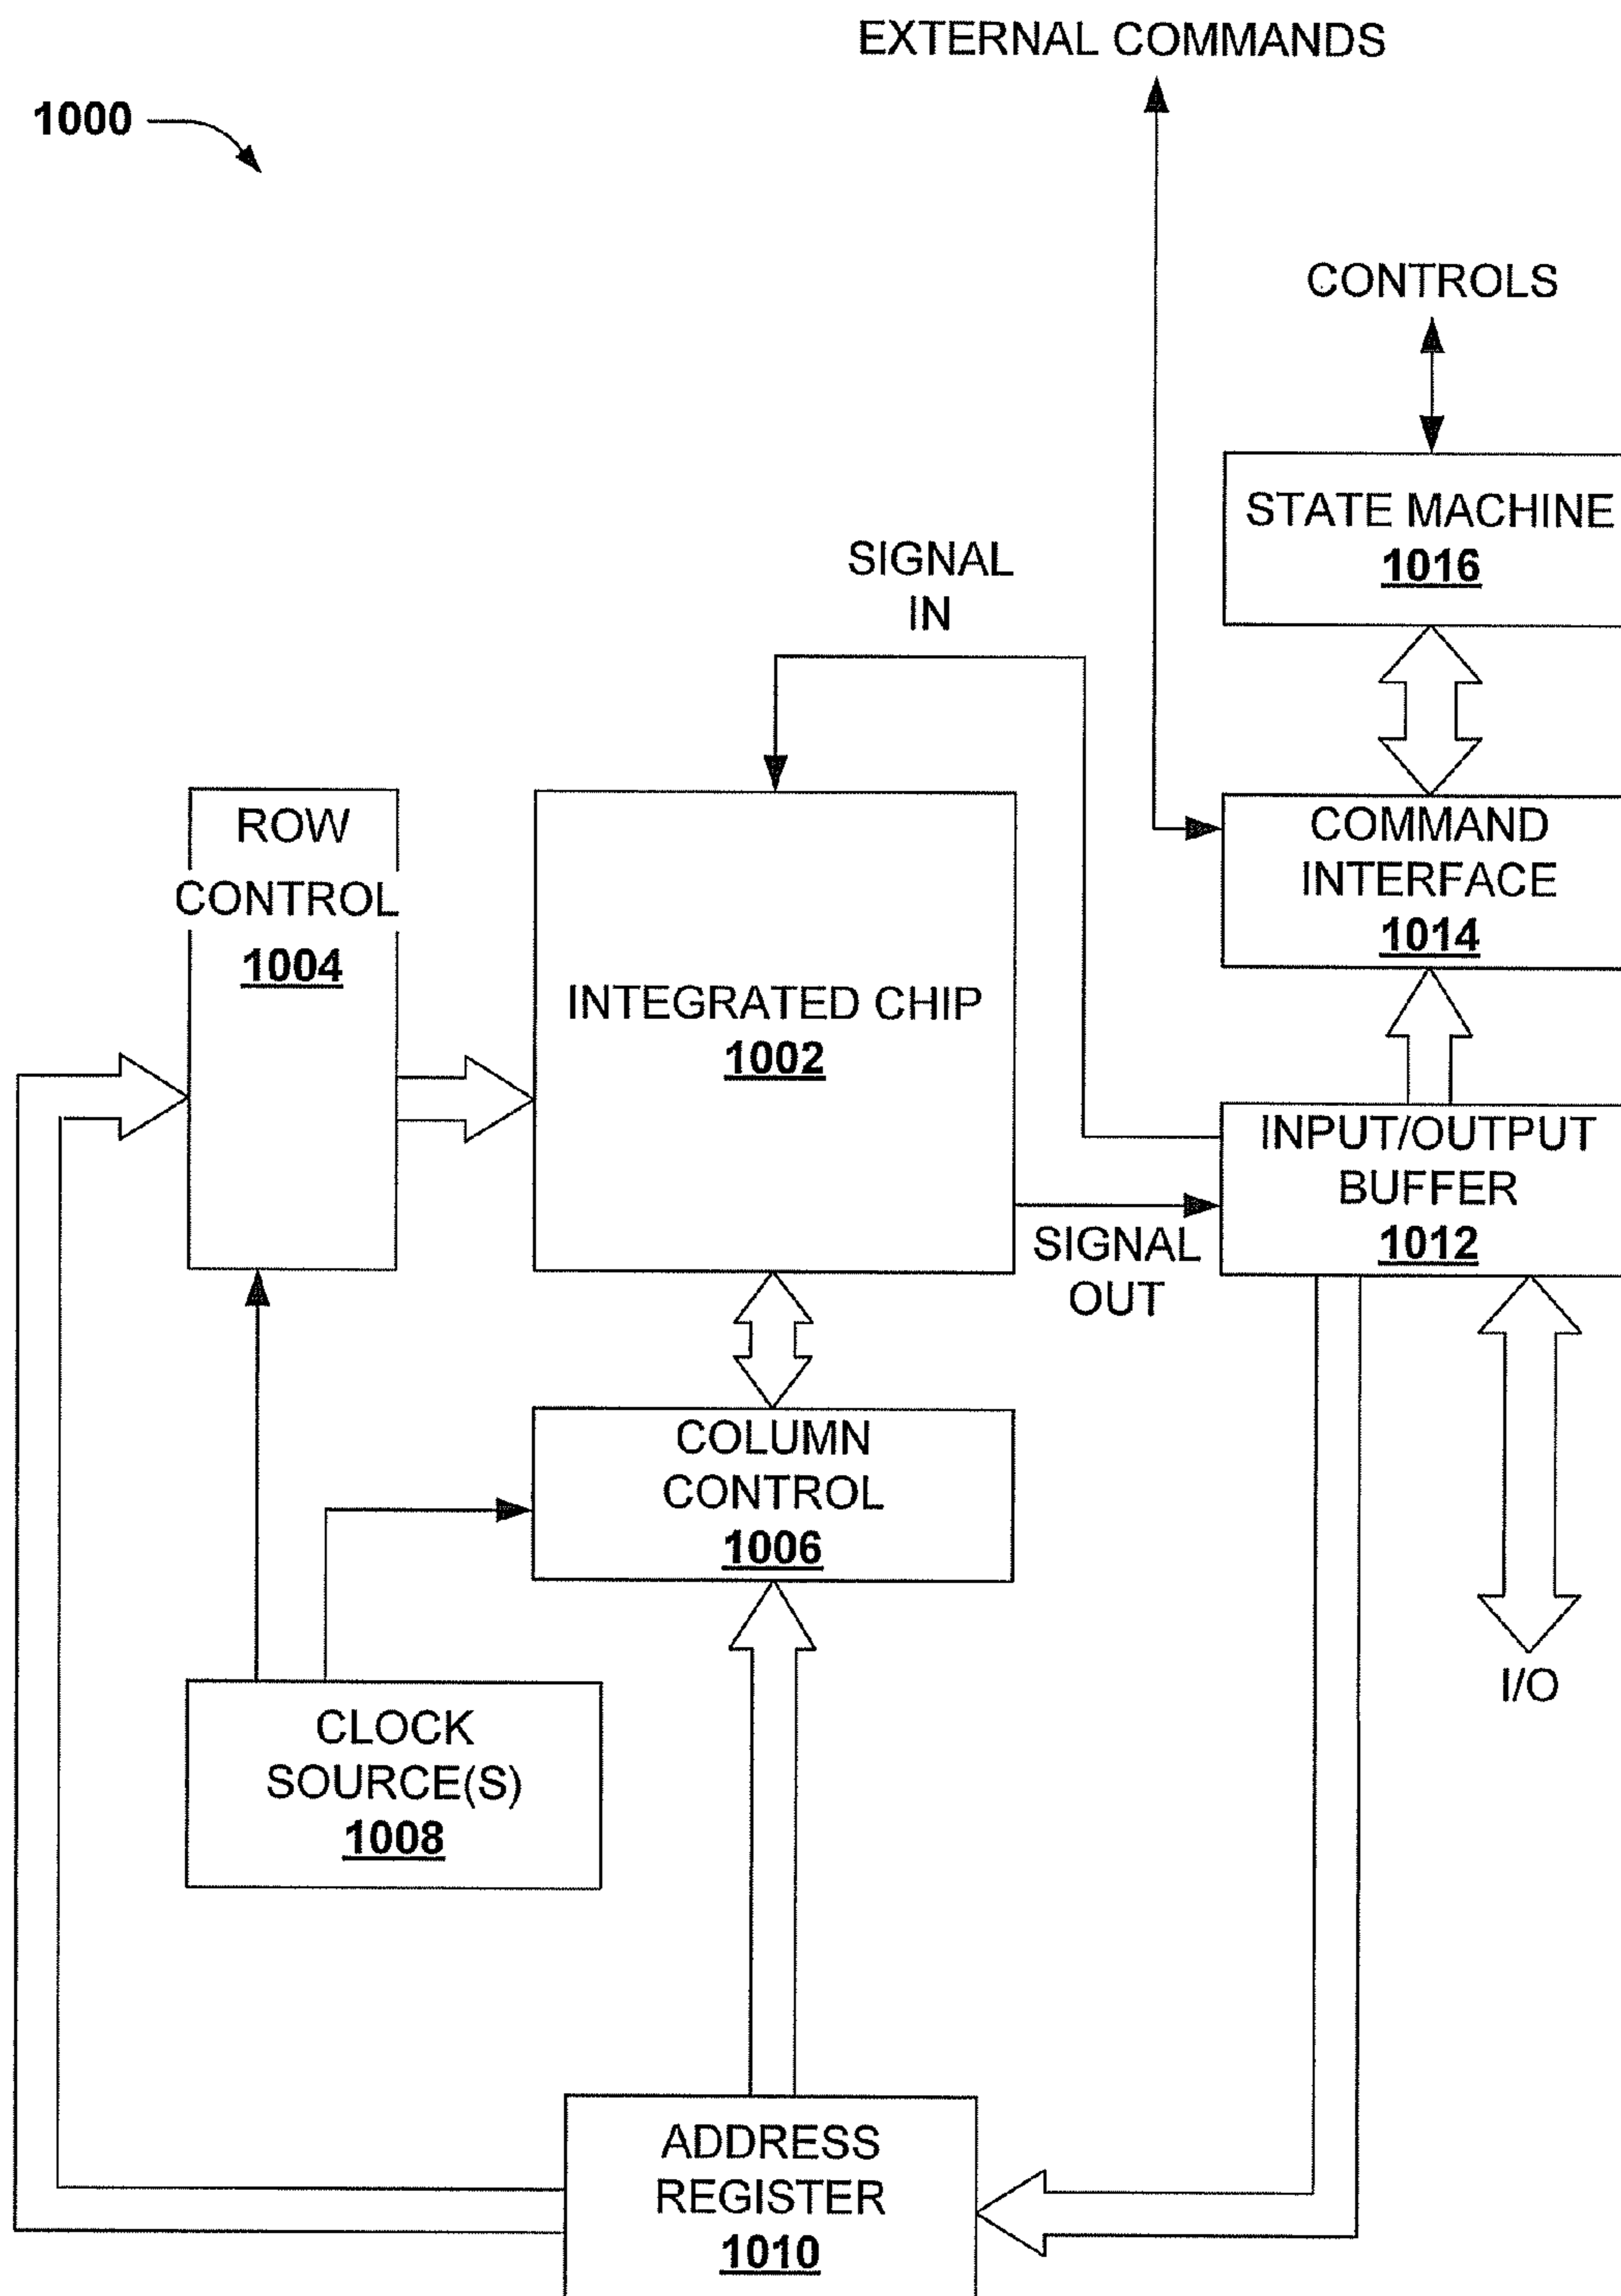 EXTERNAL COMMANDS
1000
CONTROLS
STATE MACHINE
1016
SIGNAL
IN
ROW
CONTROL
1004
INTEGRATED CHIP
1002
COMMAND
INTERFACE
1014
INPUT/OUTPUT
BUFFER
1012
SIGNAL
OUT
COLUMN
CONTROL
1006
I/O
CLOCK
SOURCE(S)
1008
ADDRESS
REGISTER
1010